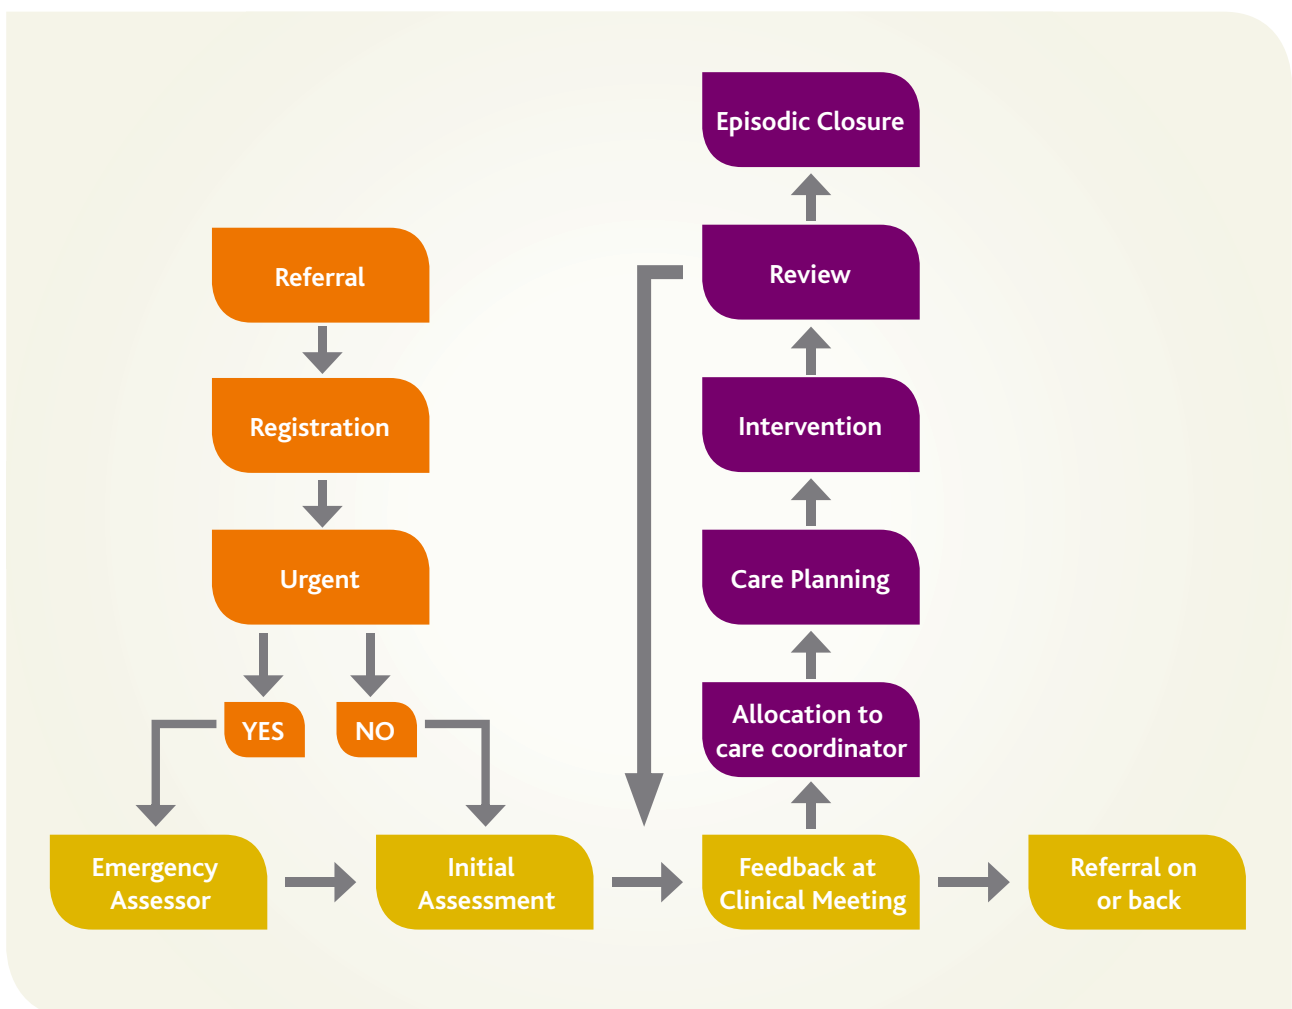 Episodic Closure
Referral
Review
Registration
Intervention
Urgent
Care Planning
YES
NO
Allocation to
care coordinator
Emergency
Assessor
Initial
Assessment
Feedback at
Clinical Meeting
Referral on
or back